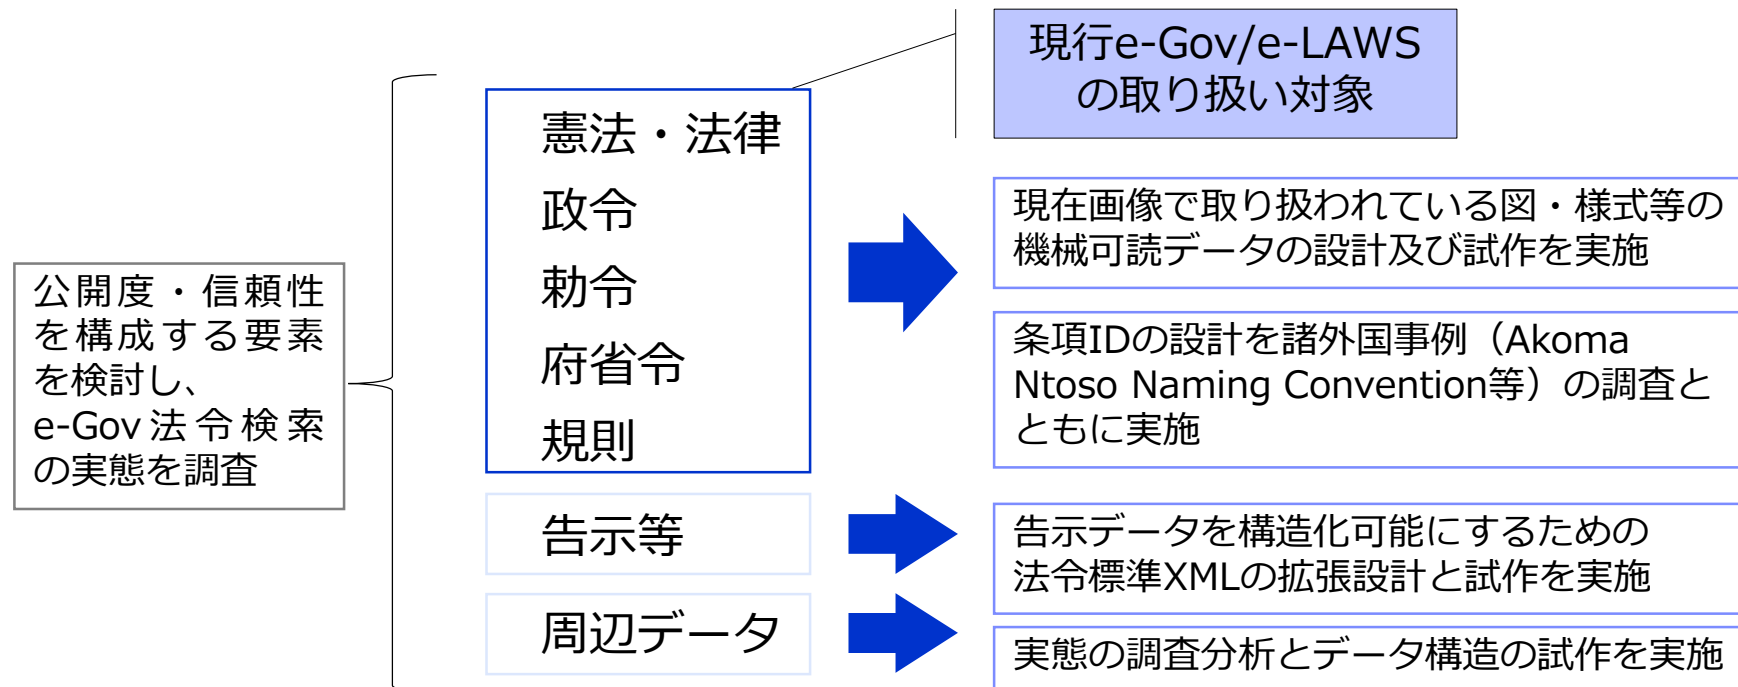 公開度・信頼性
を構成する要素
を検討し、
e-Gov法令検索
の実態を調査
憲法・法律
政令
勅令
府省令
規則
告示等
周辺データ
現行e-Gov/e-LAWS
の取り扱い対象
現在画像で取り扱われている図・様式等の
機械可読データの設計及び試作を実施
条項IDの設計を諸外国事例（Akoma
Ntoso Naming Convention等）の調査と
ともに実施
告示データを構造化可能にするための
法令標準XMLの拡張設計と試作を実施
実態の調査分析とデータ構造の試作を実施